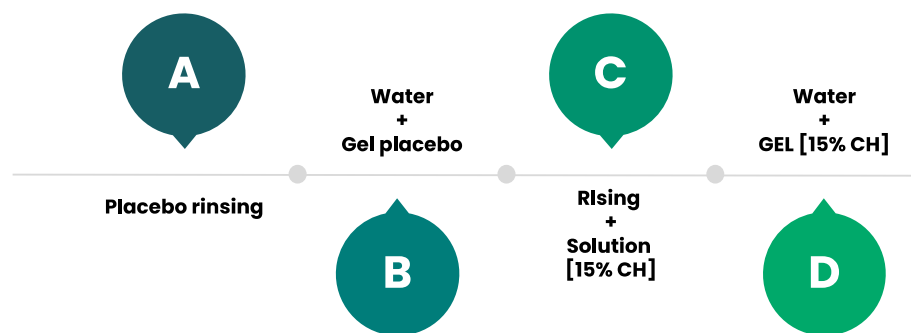 A
Placebo rinsing
Water
+
Gel placebo
B
C
RIsing
+
Solution
[15% CH]
Water
+
GEL [15% CH]
D